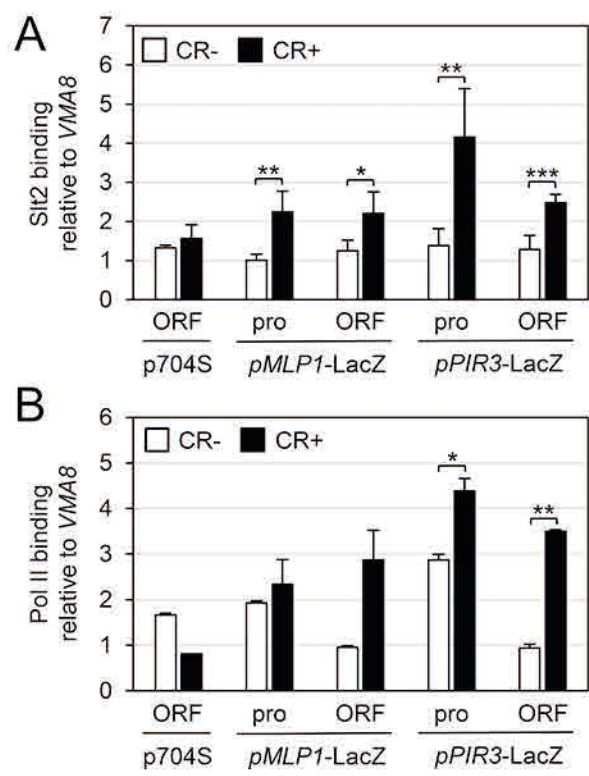 A
7
6
5
4
3
2
1
0
Slt2 binding
relative to VMA8
CR- CR+
** * ** ***
ORF pro ORF pro ORF
p704S pMLP1-LacZ pPIR3-LacZ
B
6
5
4
3
2
1
0
Pol II binding
relative to VMA8
CR- CR+
* **
ORF pro ORF pro ORF
p704S pMLP1-LacZ pPIR3-LacZ